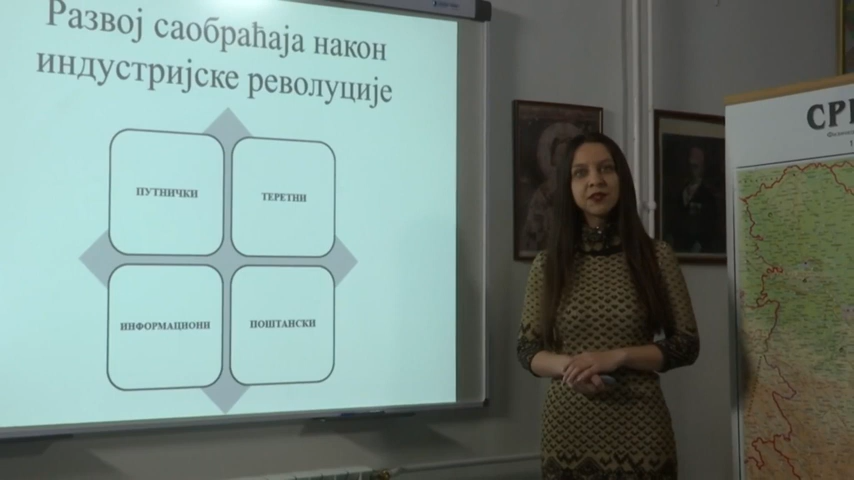 Развој саобраћаја након
индустријске револуције
ПУТНИЧКИ
ТЕРЕТНИ
ИНФОРМАЦИОНИ
ПОШТАНСКИ